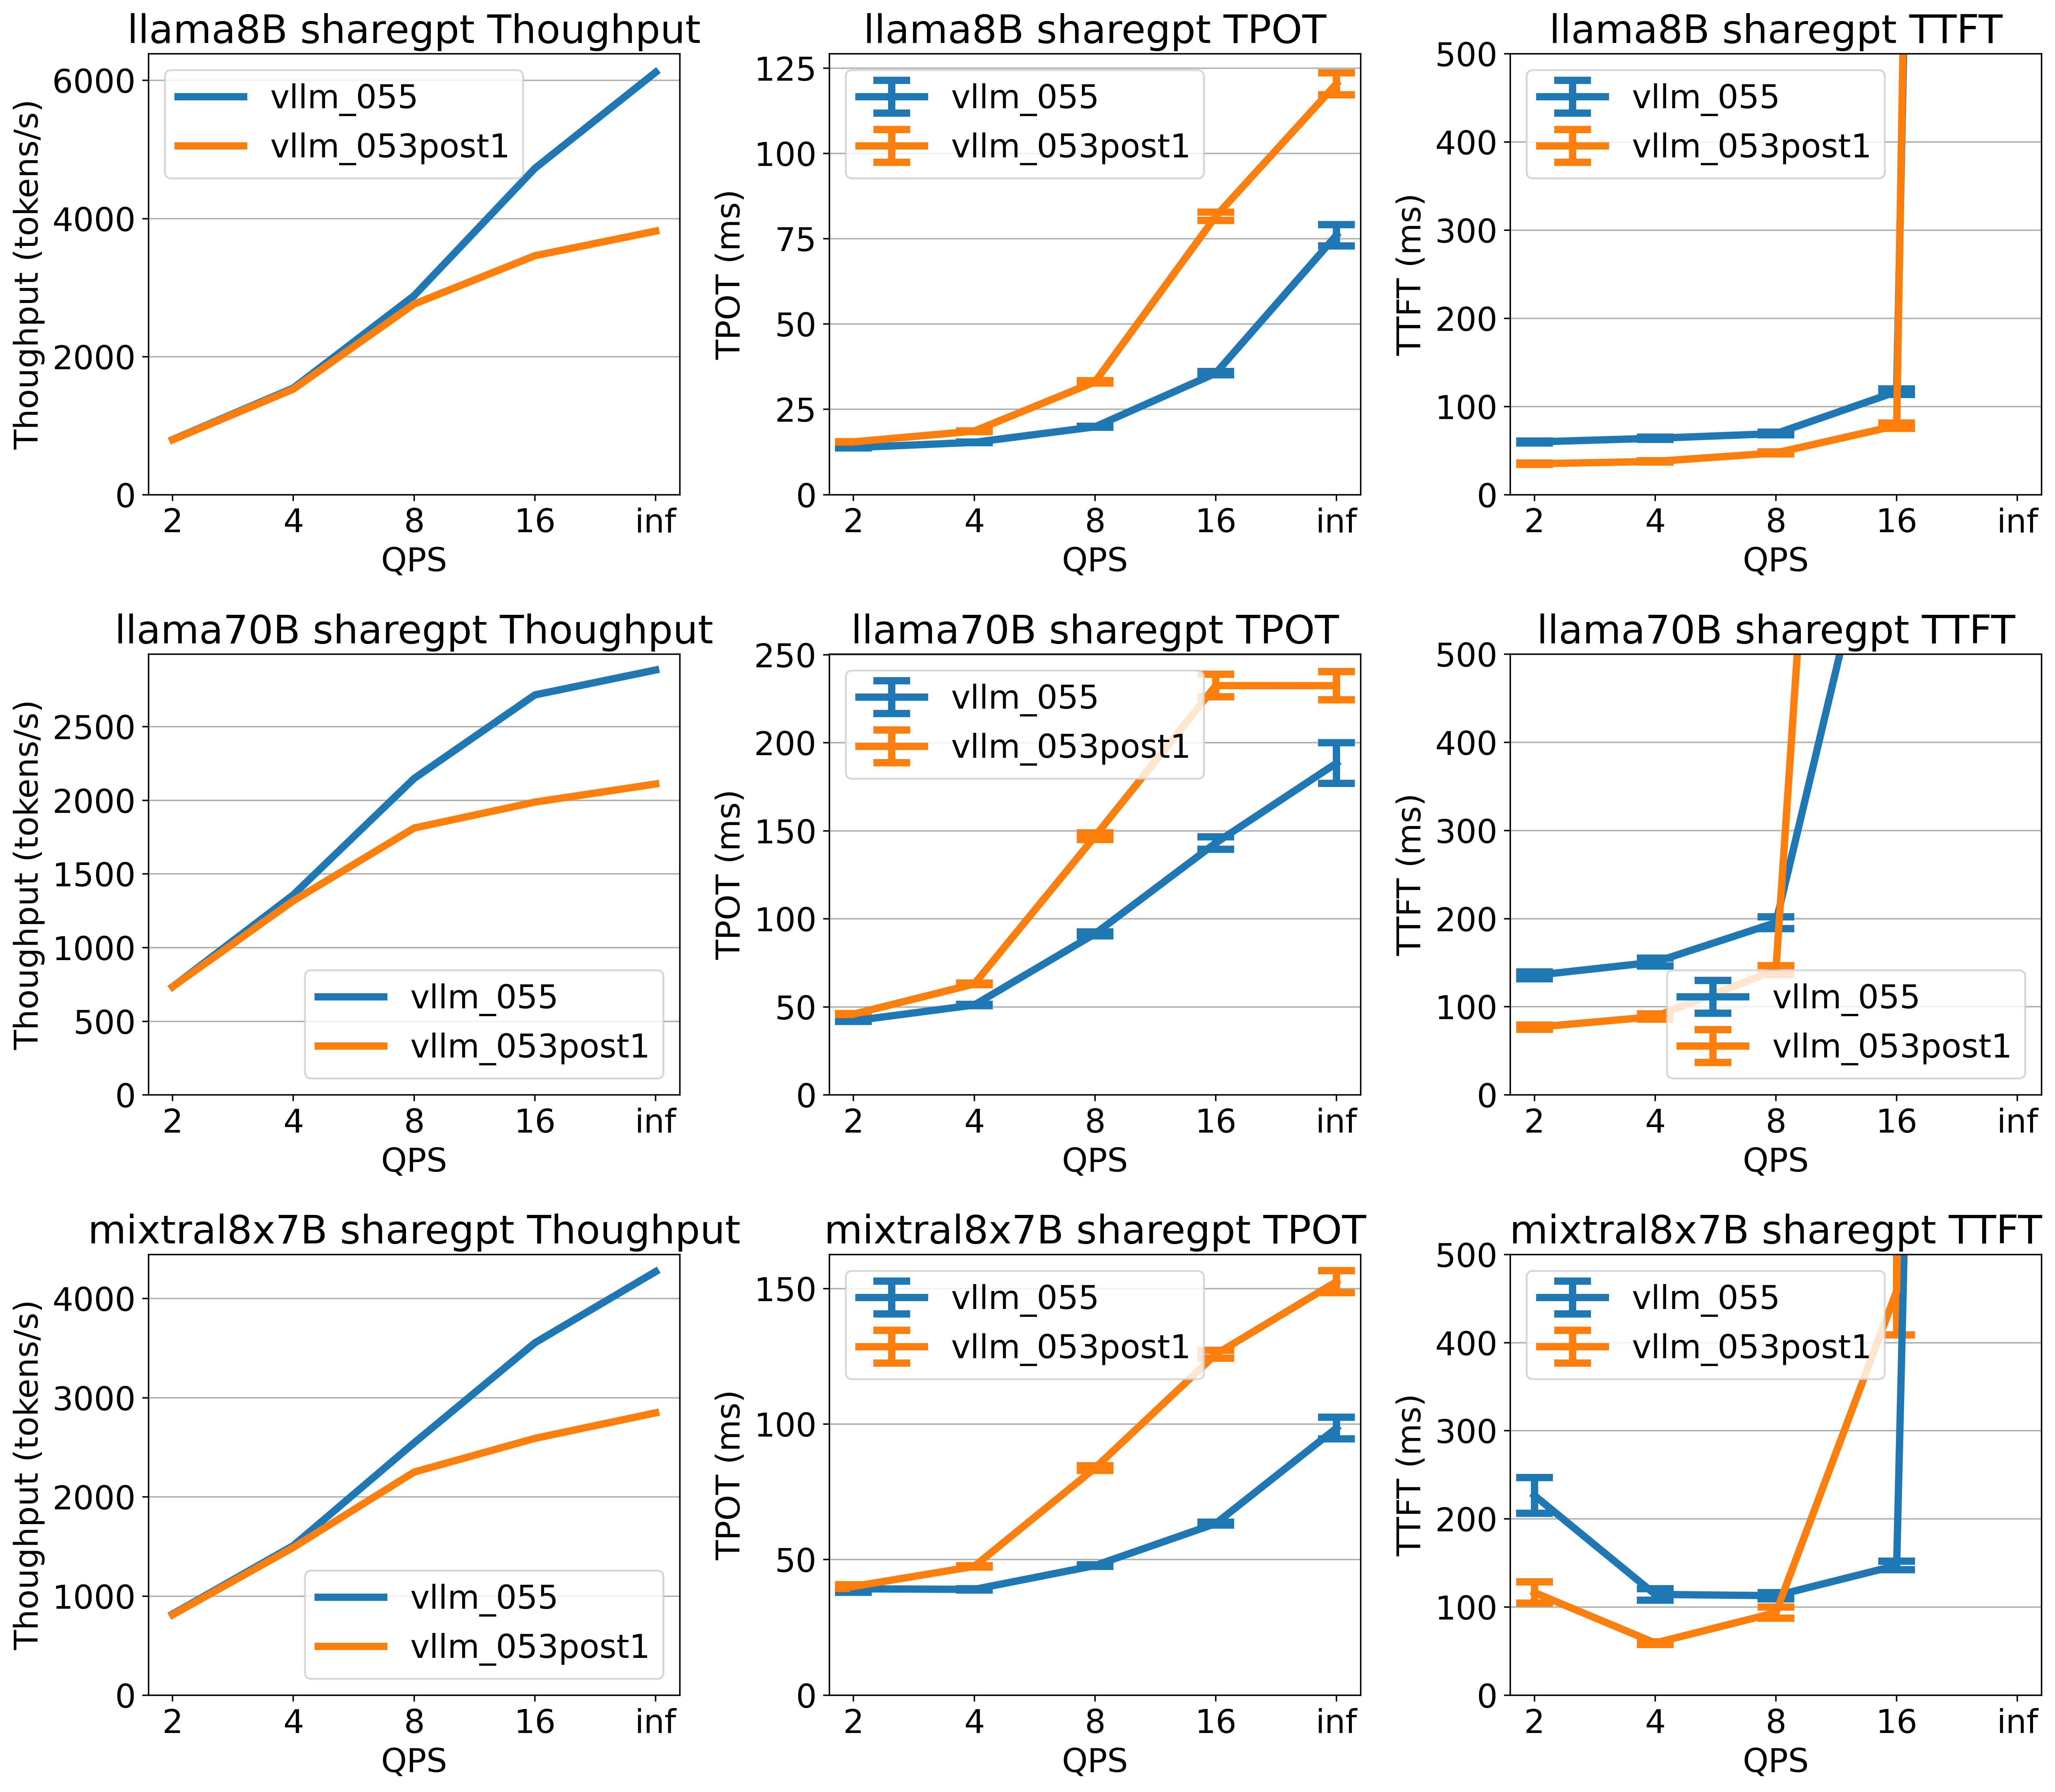 llama8B sharegpt Thoughput
Thoughput (tokens/s)
6000
4000
2000
0
vllm_055
vllm_053post1
2 4 8 16 inf
QPS
llama8B sharegpt TPOT
TPOT (ms)
125
100
75
50
25
0
vllm_055
vllm_053post1
2 4 8 16 inf
QPS
llama8B sharegpt TTFT
TTFT (ms)
500
400
300
200
100
0
vllm_055
vllm_053post1
2 4 8 16 inf
QPS
llama70B sharegpt Thoughput
Thoughput (tokens/s)
2500
2000
1500
1000
500
0
vllm_055
vllm_053post1
2 4 8 16 inf
QPS
llama70B sharegpt TPOT
TPOT (ms)
250
200
150
100
50
0
vllm_055
vllm_053post1
2 4 8 16 inf
QPS
llama70B sharegpt TTFT
TTFT (ms)
500
400
300
200
100
0
vllm_055
vllm_053post1
2 4 8 16 inf
QPS
mixtral8x7B sharegpt Thoughput
Thoughput (tokens/s)
4000
3000
2000
1000
0
vllm_055
vllm_053post1
2 4 8 16 inf
QPS
mixtral8x7B sharegpt TPOT
TPOT (ms)
150
100
50
0
vllm_055
vllm_053post1
2 4 8 16 inf
QPS
mixtral8x7B sharegpt TTFT
TTFT (ms)
500
400
300
200
100
0
vllm_055
vllm_053post1
2 4 8 16 inf
QPS